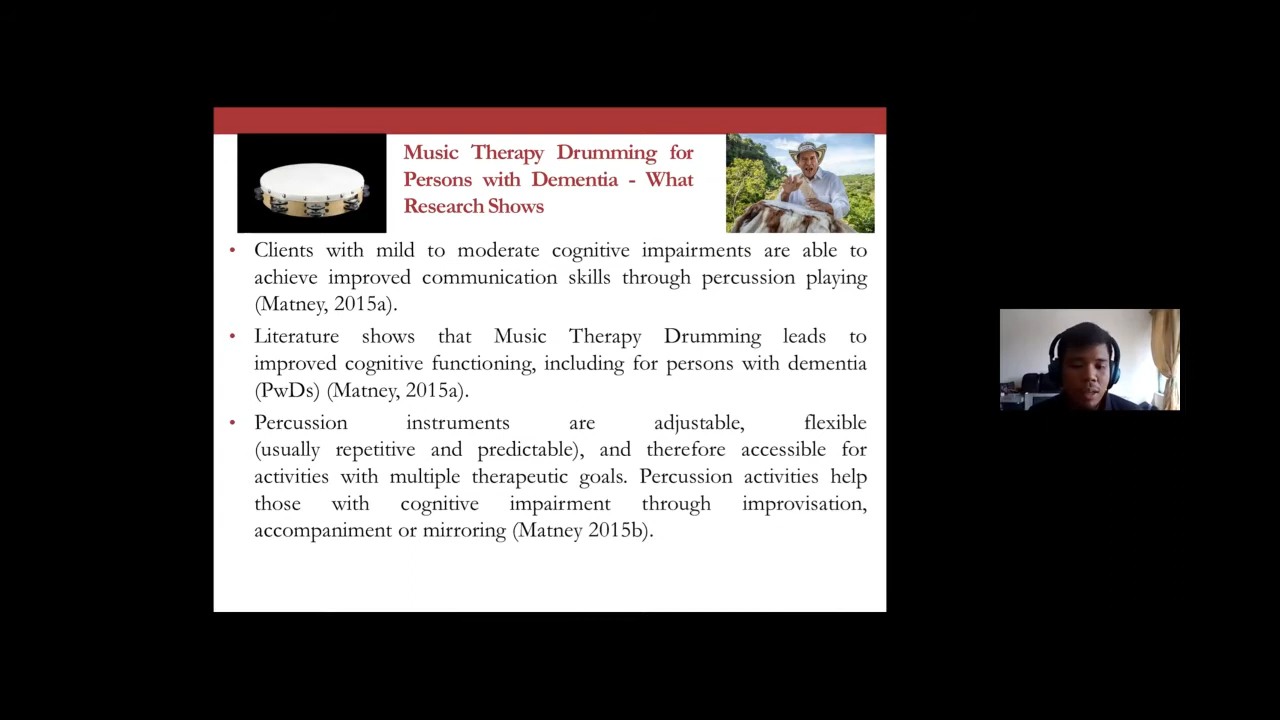 Music Therapy Drumming for
Persons with Dementia - What
Research Shows
• Clients with mild to moderate cognitive impairments are able to
achieve improved communication skills through percussion playing
(Matney, 2015a).
• Literature shows that Music Therapy Drumming leads to
improved cognitive functioning, including for persons with dementia
(PwDs) (Matney, 2015a).
• Percussion instruments are adjustable, flexible
(usually repetitive and predictable), and therefore accessible for
activities with multiple therapeutic goals. Percussion activities help
those with cognitive impairment through improvisation,
accompaniment or mirroring (Matney 2015b).